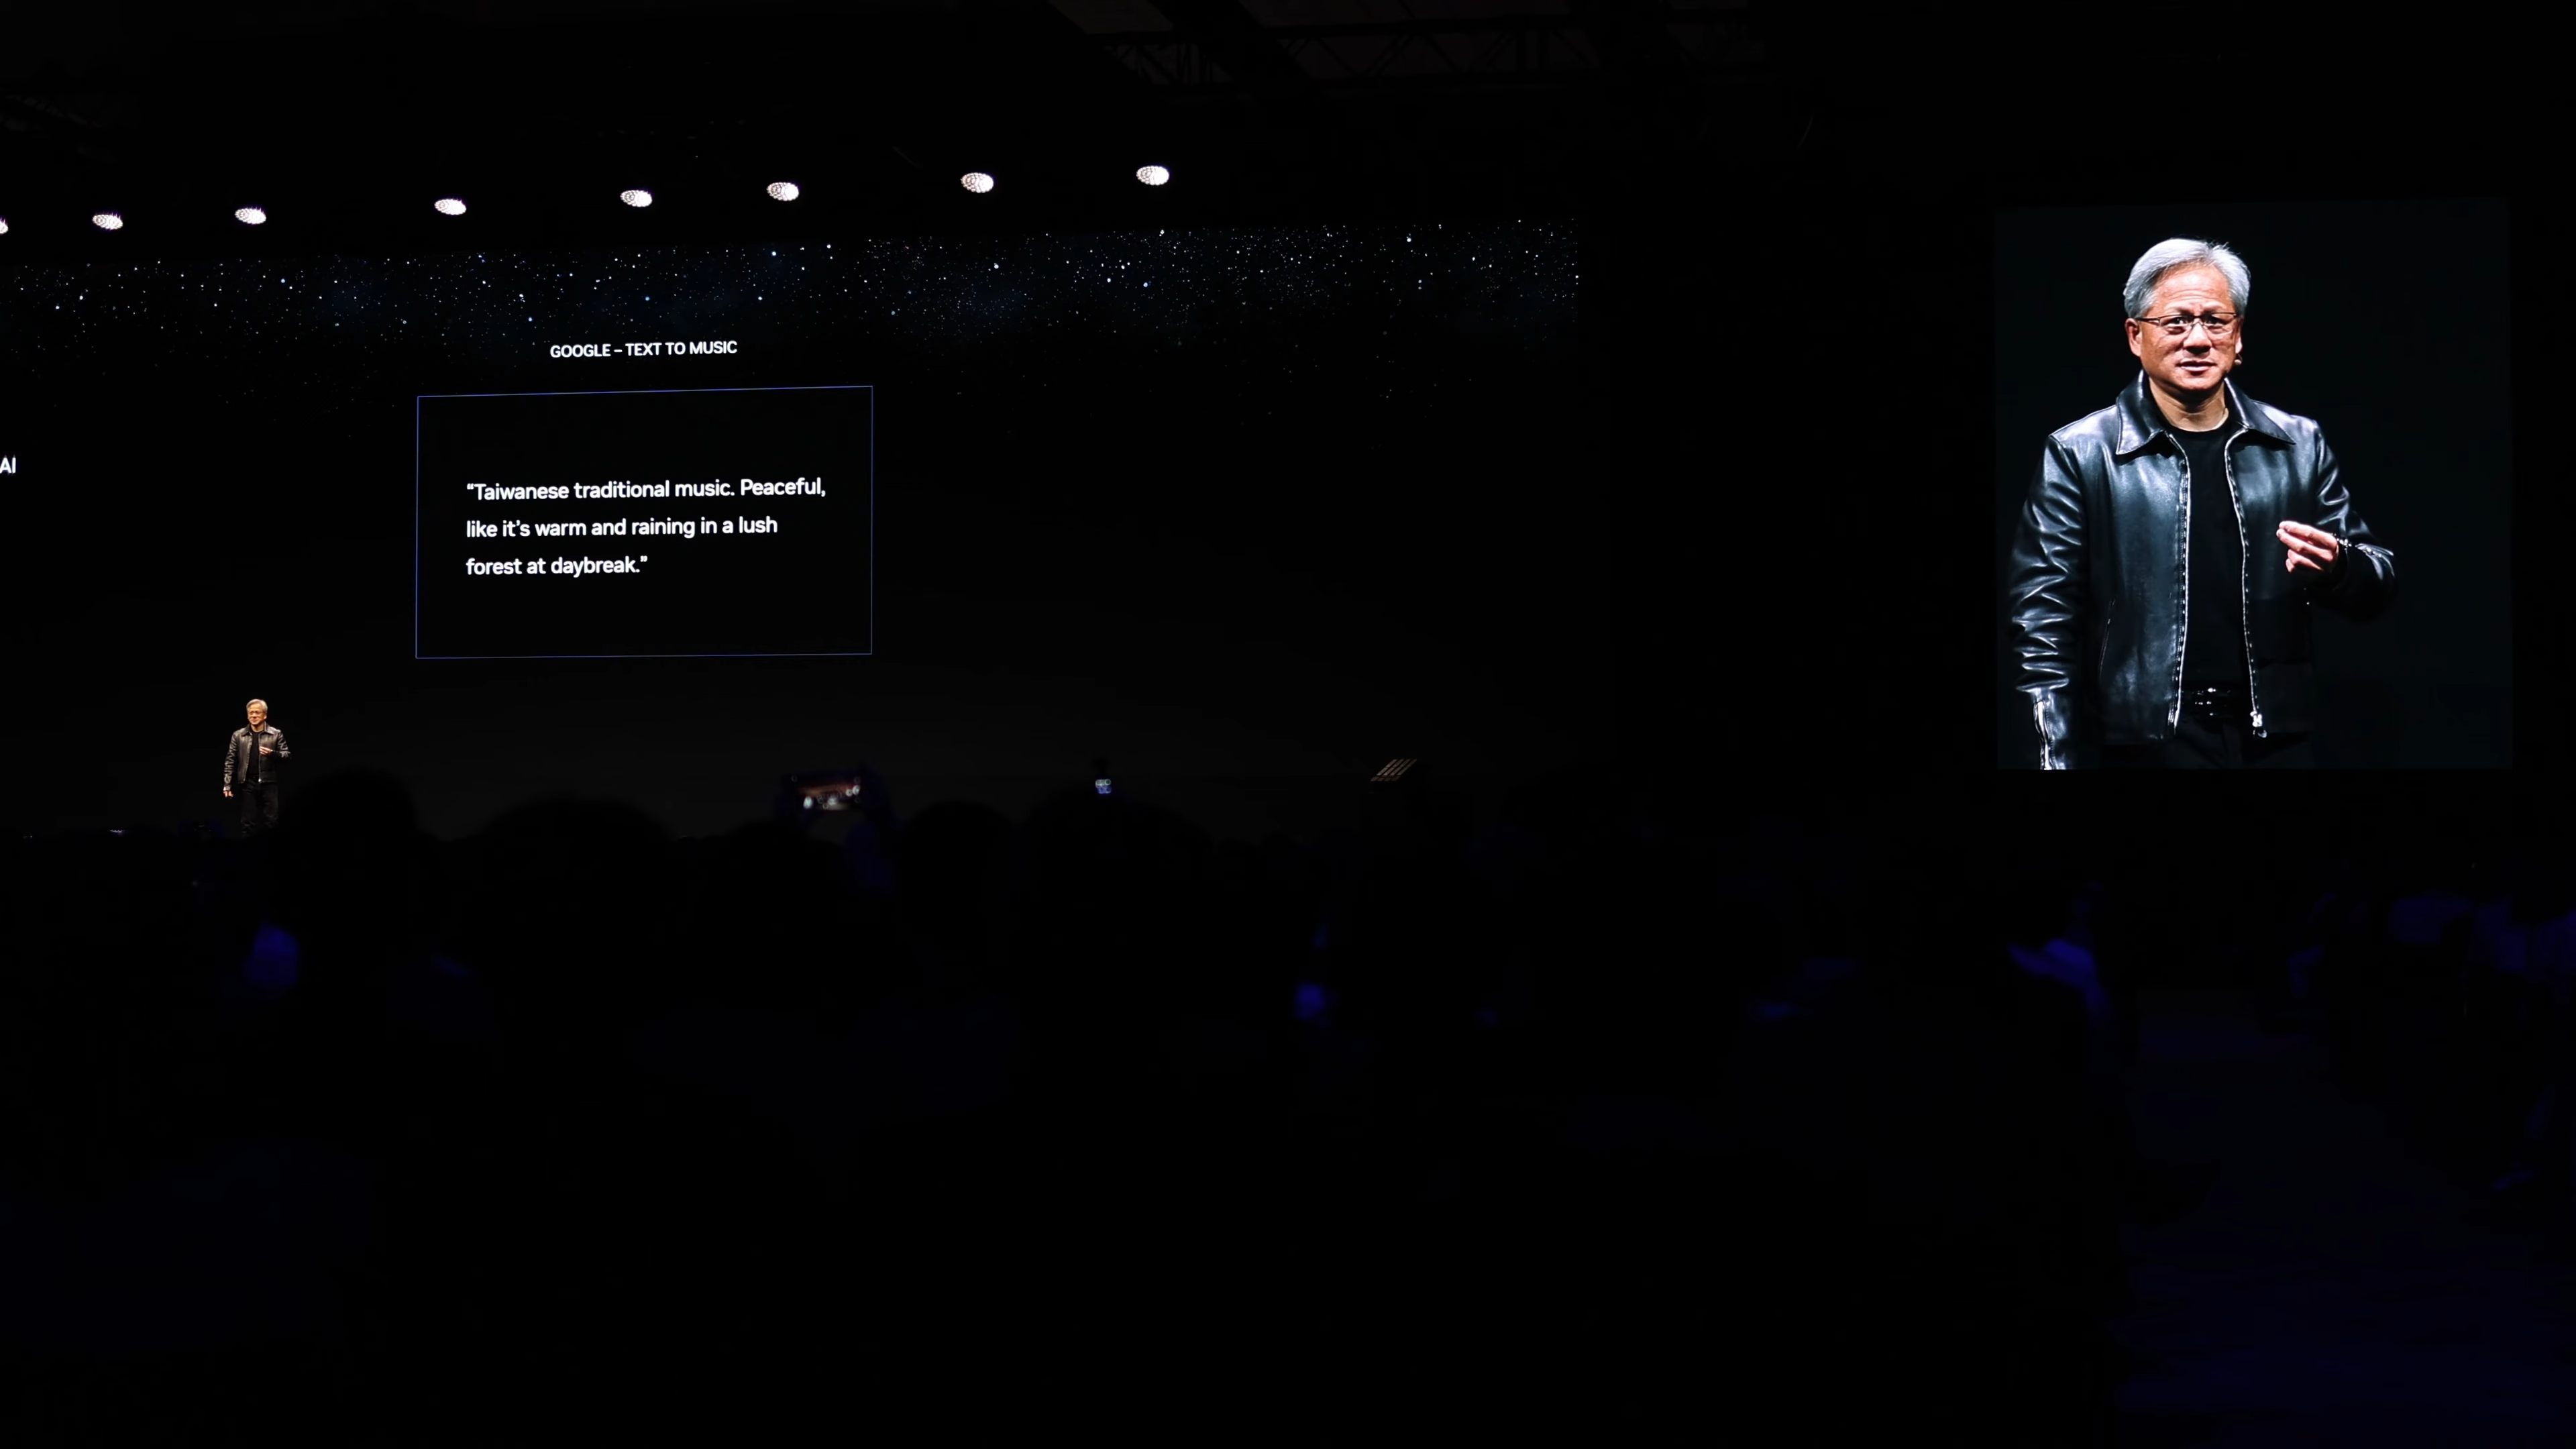 GOOGLE – TEXT TO MUSIC
AI
“Taiwanese traditional music. Peaceful,
like it’s warm and raining in a lush
forest at daybreak.”